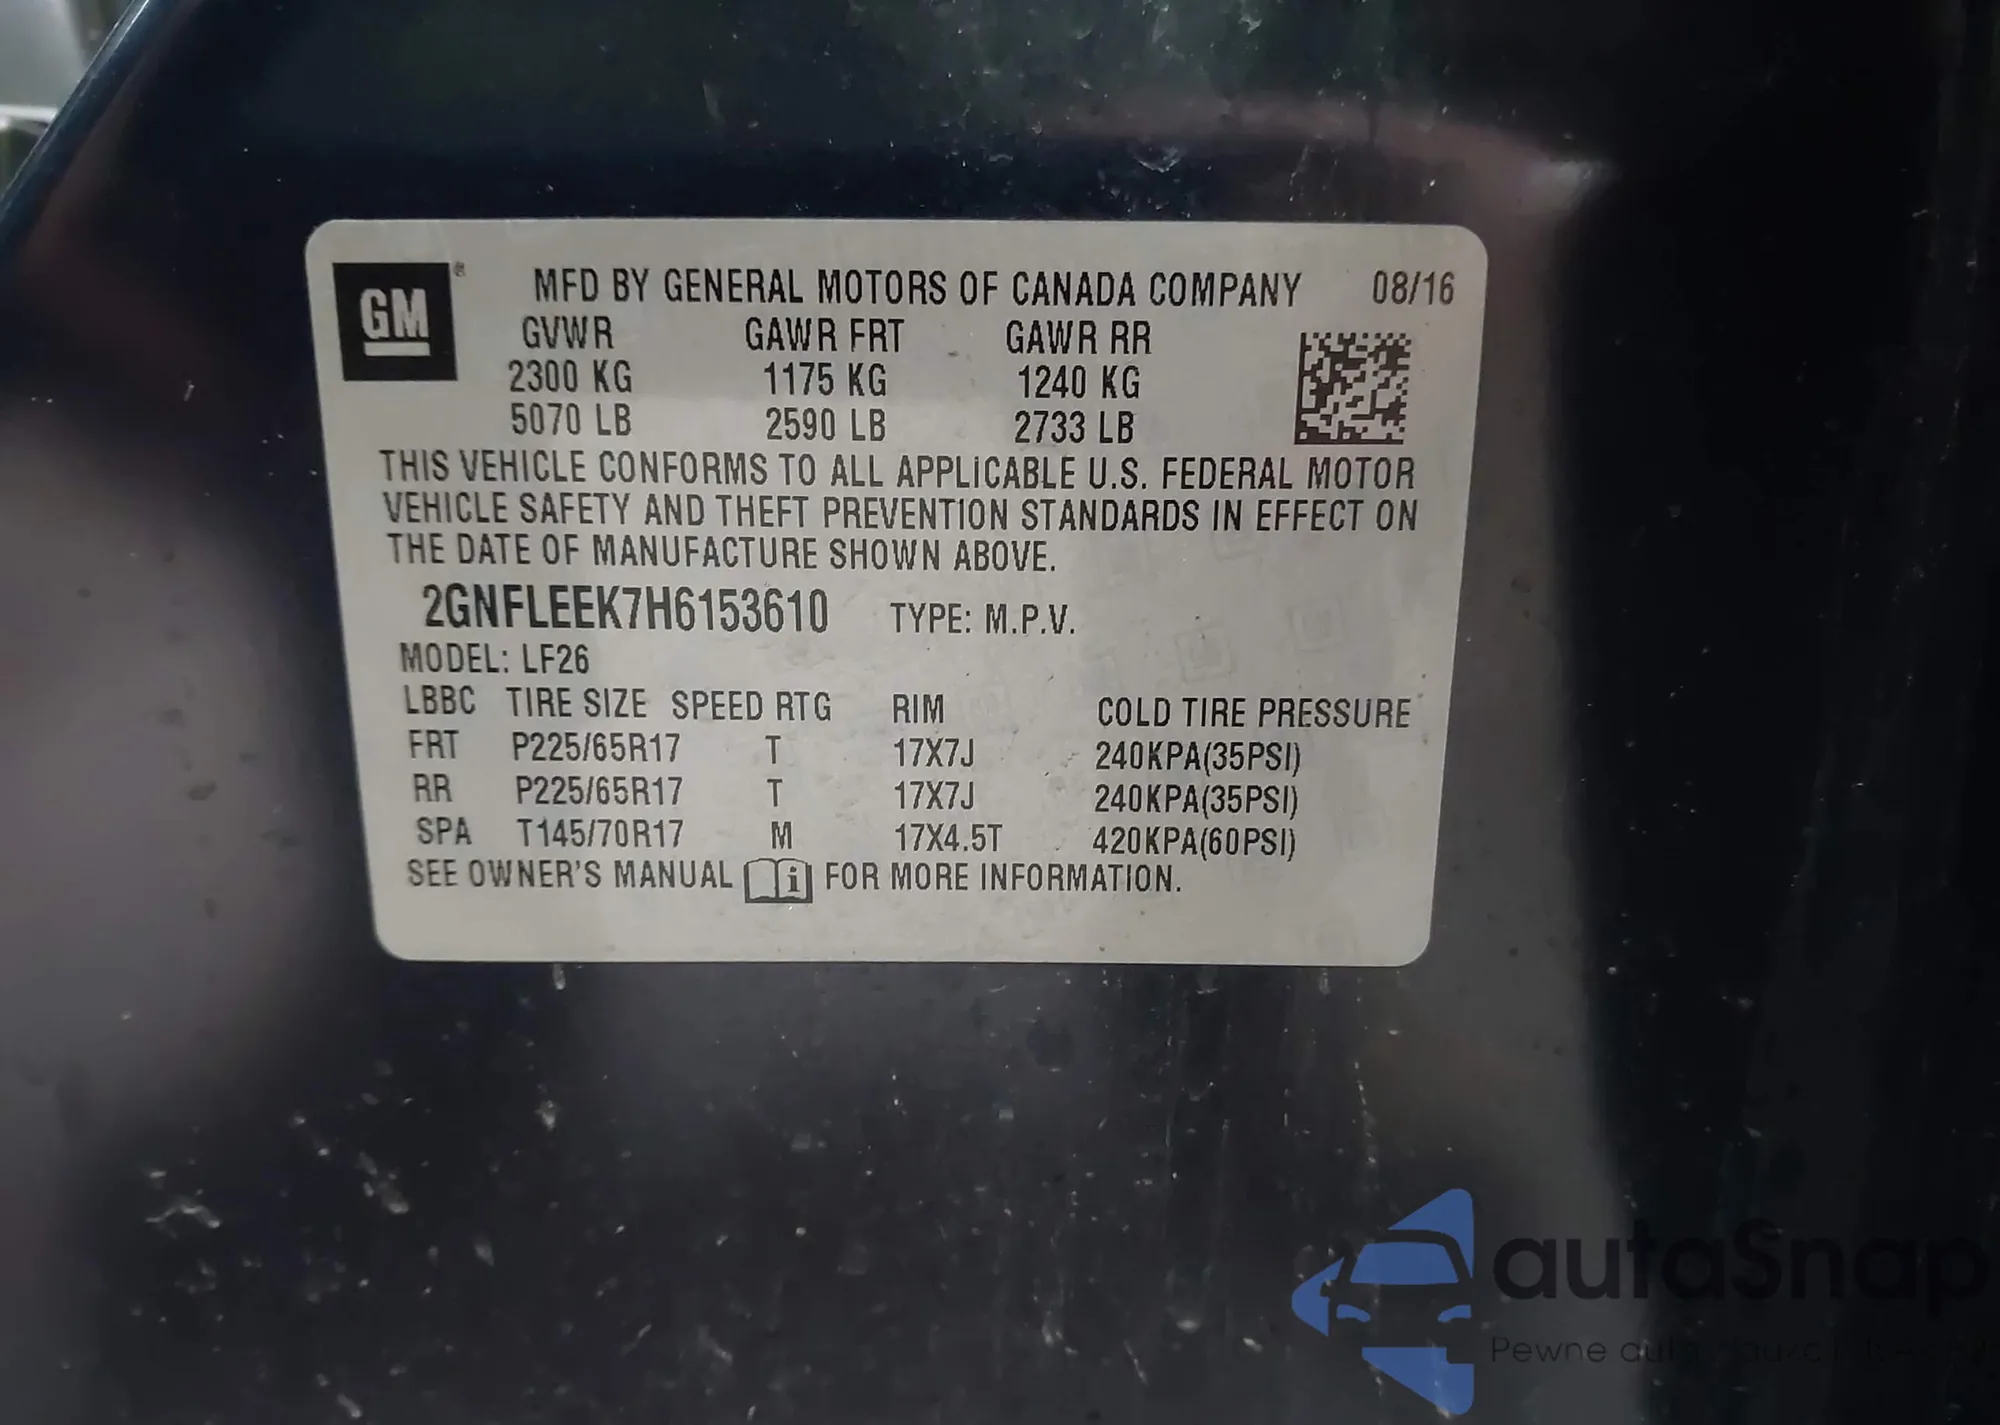 GM ®
MFD BY GENERAL MOTORS OF CANADA COMPANY 08/16
GVWR GAWR FRT GAWR RR
2300 KG 1175 KG 1240 KG
5070 LB 2590 LB 2733 LB
THIS VEHICLE CONFORMS TO ALL APPLICABLE U.S. FEDERAL MOTOR
VEHICLE SAFETY AND THEFT PREVENTION STANDARDS IN EFFECT ON
THE DATE OF MANUFACTURE SHOWN ABOVE.
2GNFLEEK7H6153610 TYPE: M.P.V.
MODEL: LF26
LBBC TIRE SIZE SPEED RTG RIM COLD TIRE PRESSURE
FRT P225/65R17 T 17X7J 240KPA(35PSI)
RR P225/65R17 T 17X7J 240KPA(35PSI)
SPA T145/70R17 M 17X4.5T 420KPA(60PSI)
SEE OWNER'S MANUAL i FOR MORE INFORMATION.
autaSnap
Pewne auta